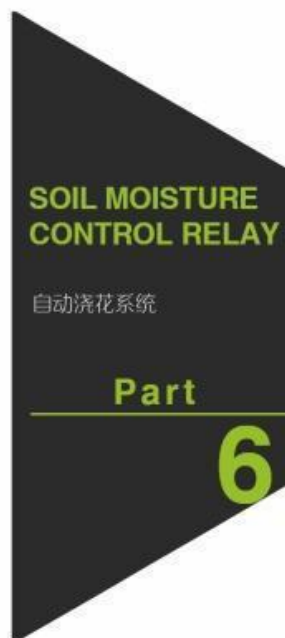 SOIL MOISTURE
CONTROL RELAY
自动浇花系统
Part
6